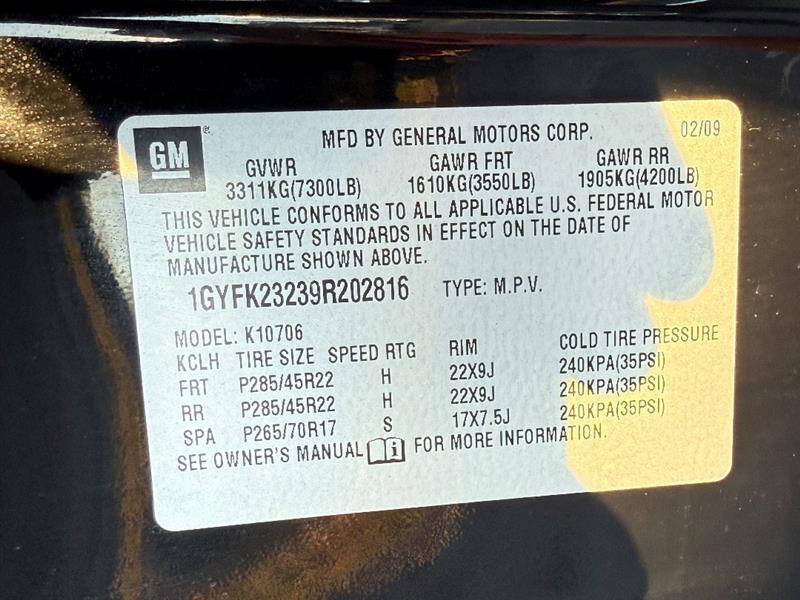 GM® MFD BY GENERAL MOTORS CORP. 02/09
GVWR GAWR FRT GAWR RR
3311KG(7300LB) 1610KG(3550LB) 1905KG(4200LB)
THIS VEHICLE CONFORMS TO ALL APPLICABLE U.S. FEDERAL MOTOR
VEHICLE SAFETY STANDARDS IN EFFECT ON THE DATE OF
MANUFACTURE SHOWN ABOVE.
1GYFK23239R202816 TYPE: M.P.V.
MODEL: K10706
KCLH TIRE SIZE SPEED RTG RIM COLD TIRE PRESSURE
FRT P285/45R22 H 22X9J 240KPA(35PSI)
RR P285/45R22 H 22X9J 240KPA(35PSI)
SPA P265/70R17 S 17X7.5J 240KPA(35PSI)
SEE OWNER'S MANUAL FOR MORE INFORMATION.